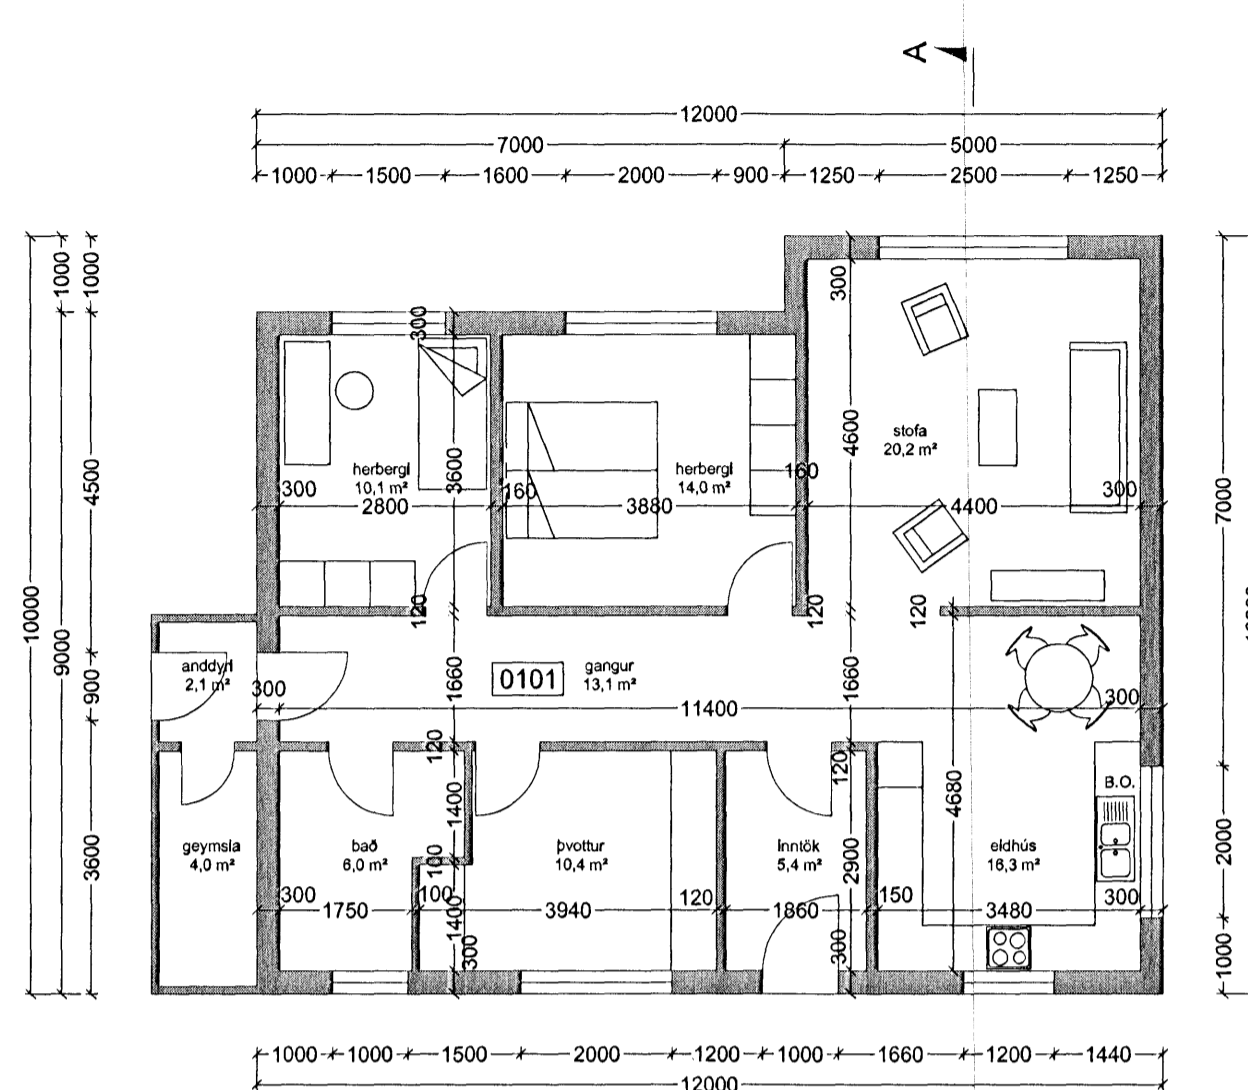 A
12000
7000 5000
1000 1500 1600 2000 900 1250 2500 1250
1000 1000
300 300
4500
4600
3600
stofa
20,2 m²
herbergi
10,1 m²
herbergi
14,0 m²
300 160 160 300
2800 3880 4400
7000
120 120 120
10000
9000
900
anddyri
2,1 m²
0101
gangur
13,1 m²
1660 1660
300 11400 300
120 120
B.O.
1400
4680
3600
geymsla
4,0 m²
bað
6,0 m²
þvottur
10,4 m²
Inntök
5,4 m²
eldhús
16,3 m²
2000
100
2900
300 100 120 150 300
1750 3940 1860 3480
1400
300 300
1000
1000 1000 1500 2000 1200 1000 1660 1200 1440
12000